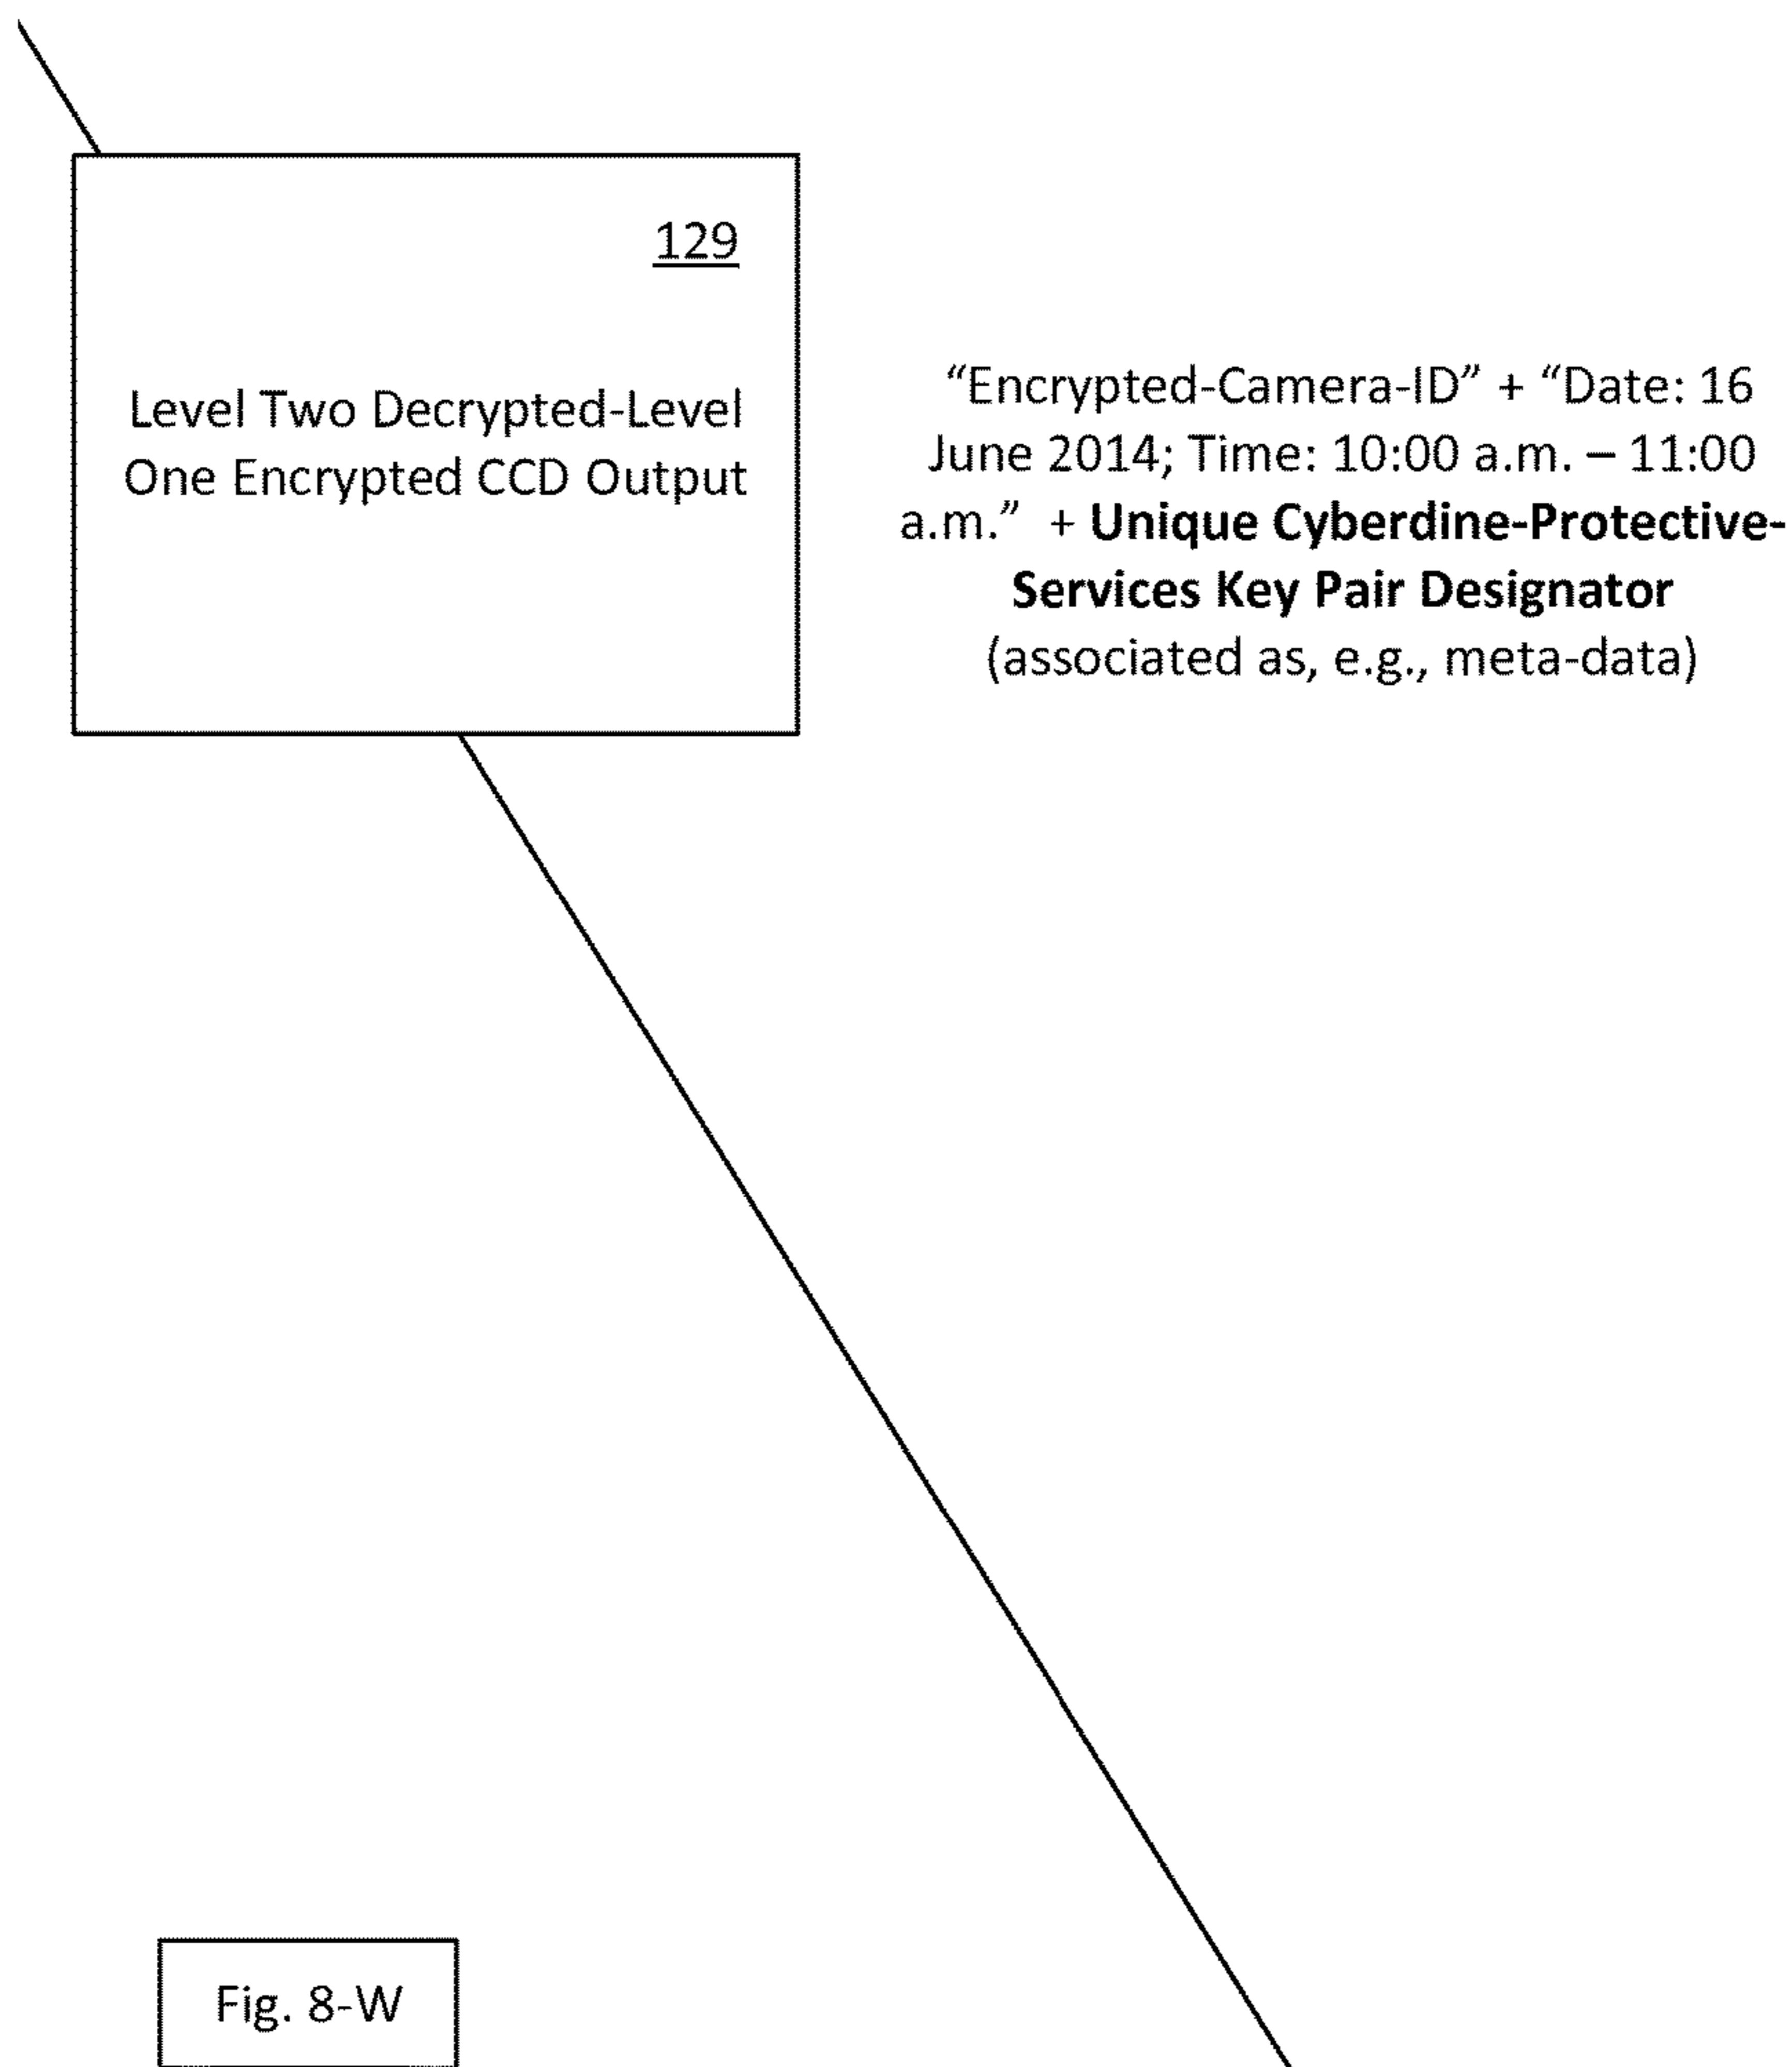 129
Level Two Decrypted-Level
One Encrypted CCD Output
“Encrypted-Camera-ID” + “Date: 16
June 2014; Time: 10:00 a.m. – 11:00
a.m.” + Unique Cyberdine-Protective-
Services Key Pair Designator
(associated as, e.g., meta-data)
Fig. 8-W